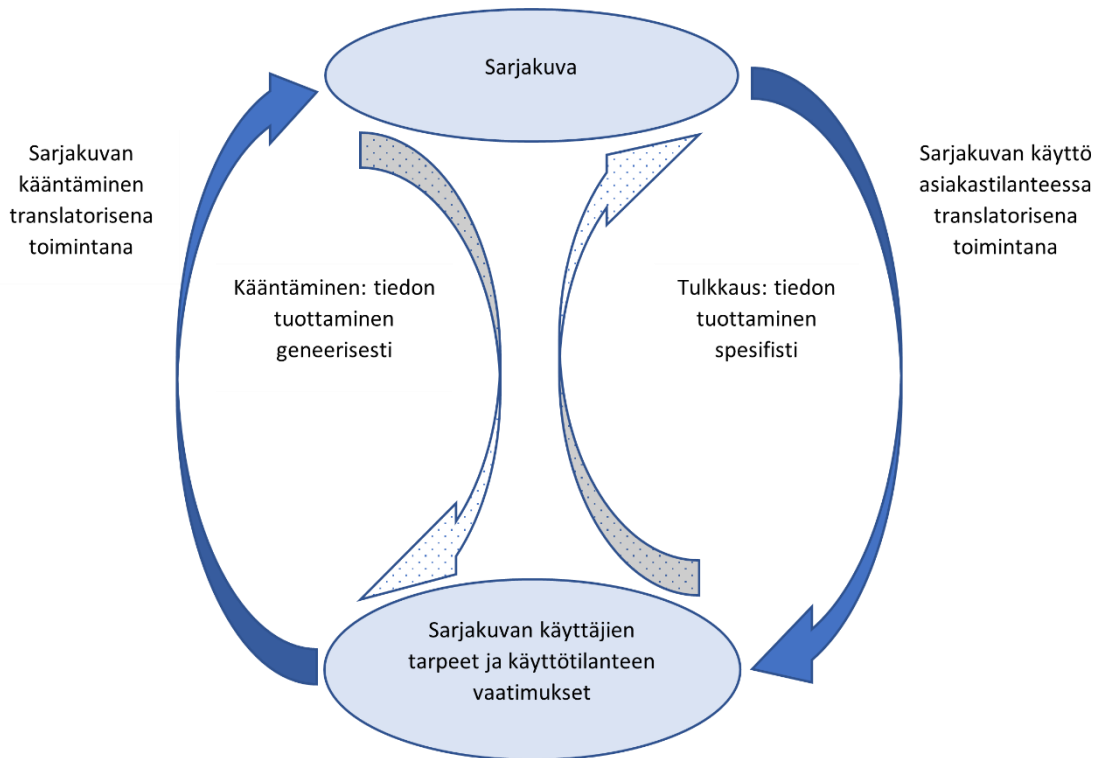 Sarjakuva
Sarjakuvan
kääntäminen
translatorisena
toimintana
Sarjakuvan käyttö
asiakastilanteessa
translatorisena
toimintana
Kääntäminen: tiedon
tuottaminen
geneerisesti
Tulkkaus: tiedon
tuottaminen
spesifisti
Sarjakuvan käyttäjien
tarpeet ja käyttötilanteen
vaatimukset